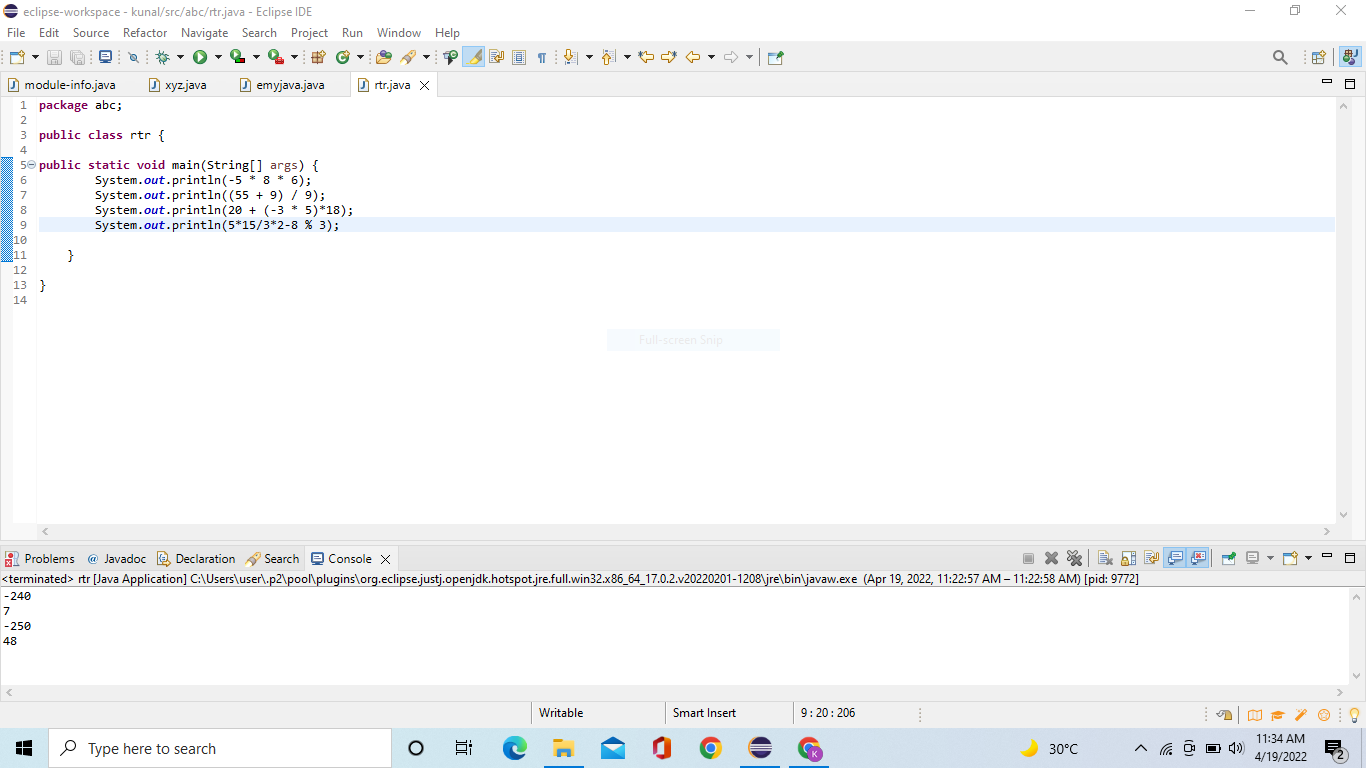 eclipse-workspace - kunal/src/abc/rtr.java - Eclipse IDE
File Edit Source Refactor Navigate Search Project Run Window Help
module-info.java xyz.java emyjava.java rtr.java
1 package abc;
2
3 public class rtr {
4
5 public static void main(String[] args) {
6 System.out.println(-5 * 8 * 6);
7 System.out.println((55 + 9) / 9);
8 System.out.println(20 + (-3 * 5)*18);
9 System.out.println(5*15/3*2-8 % 3);
10
11 }
12
13 }
14
Full-screen Snip
Problems @ Javadoc Declaration Search Console
<terminated> rtr [Java Application] C:\Users\user\.p2\pool\plugins\org.eclipse.justj.openjdk.hotspot.jre.full.win32.x86_64_17.0.2.v20220201-1208\jre\bin\javaw.exe (Apr 19, 2022, 11:22:57 AM – 11:22:58 AM) [pid: 9772]
-240
7
-250
48
Writable Smart Insert 9 : 20 : 206
Type here to search K 30°C 11:34 AM 2
4/19/2022